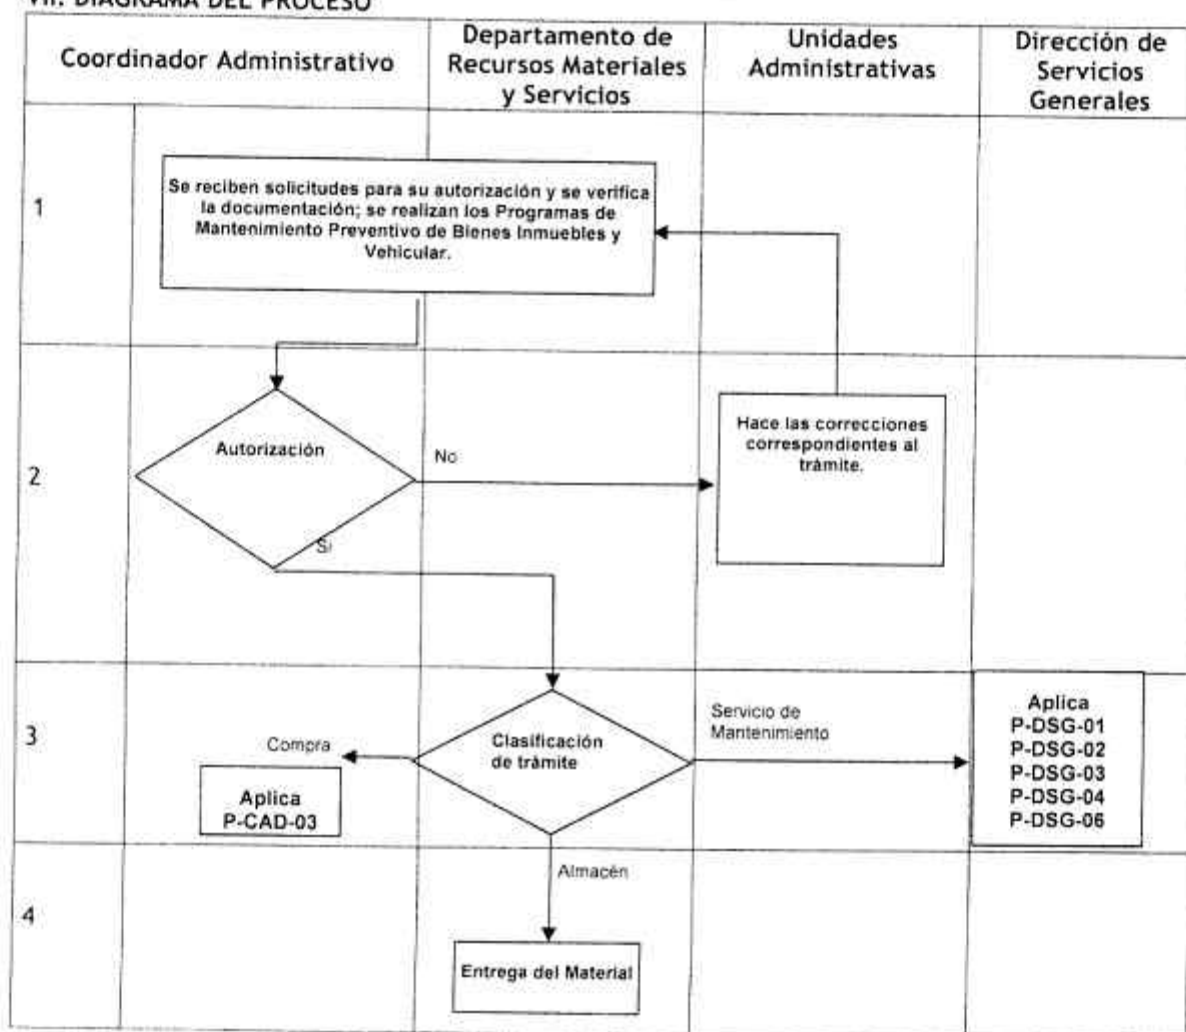 VII. DIAGRAMA DEL PROCESO
Coordinador Administrativo
Departamento de
Recursos Materiales
y Servicios
Unidades
Administrativas
Dirección de
Servicios
Generales
1
Se reciben solicitudes para su autorización y se verifica
la documentación; se realizan los Programas de
Mantenimiento Preventivo de Bienes Inmuebles y
Vehicular.
2
Autorización
No
Si
Hace las correcciones
correspondientes al
trámite.
3
Compra
Aplica
P-CAD-03
Clasificación
de trámite
Servicio de
Mantenimiento
Aplica
P-DSG-01
P-DSG-02
P-DSG-03
P-DSG-04
P-DSG-06
4
Almacén
Entrega del Material